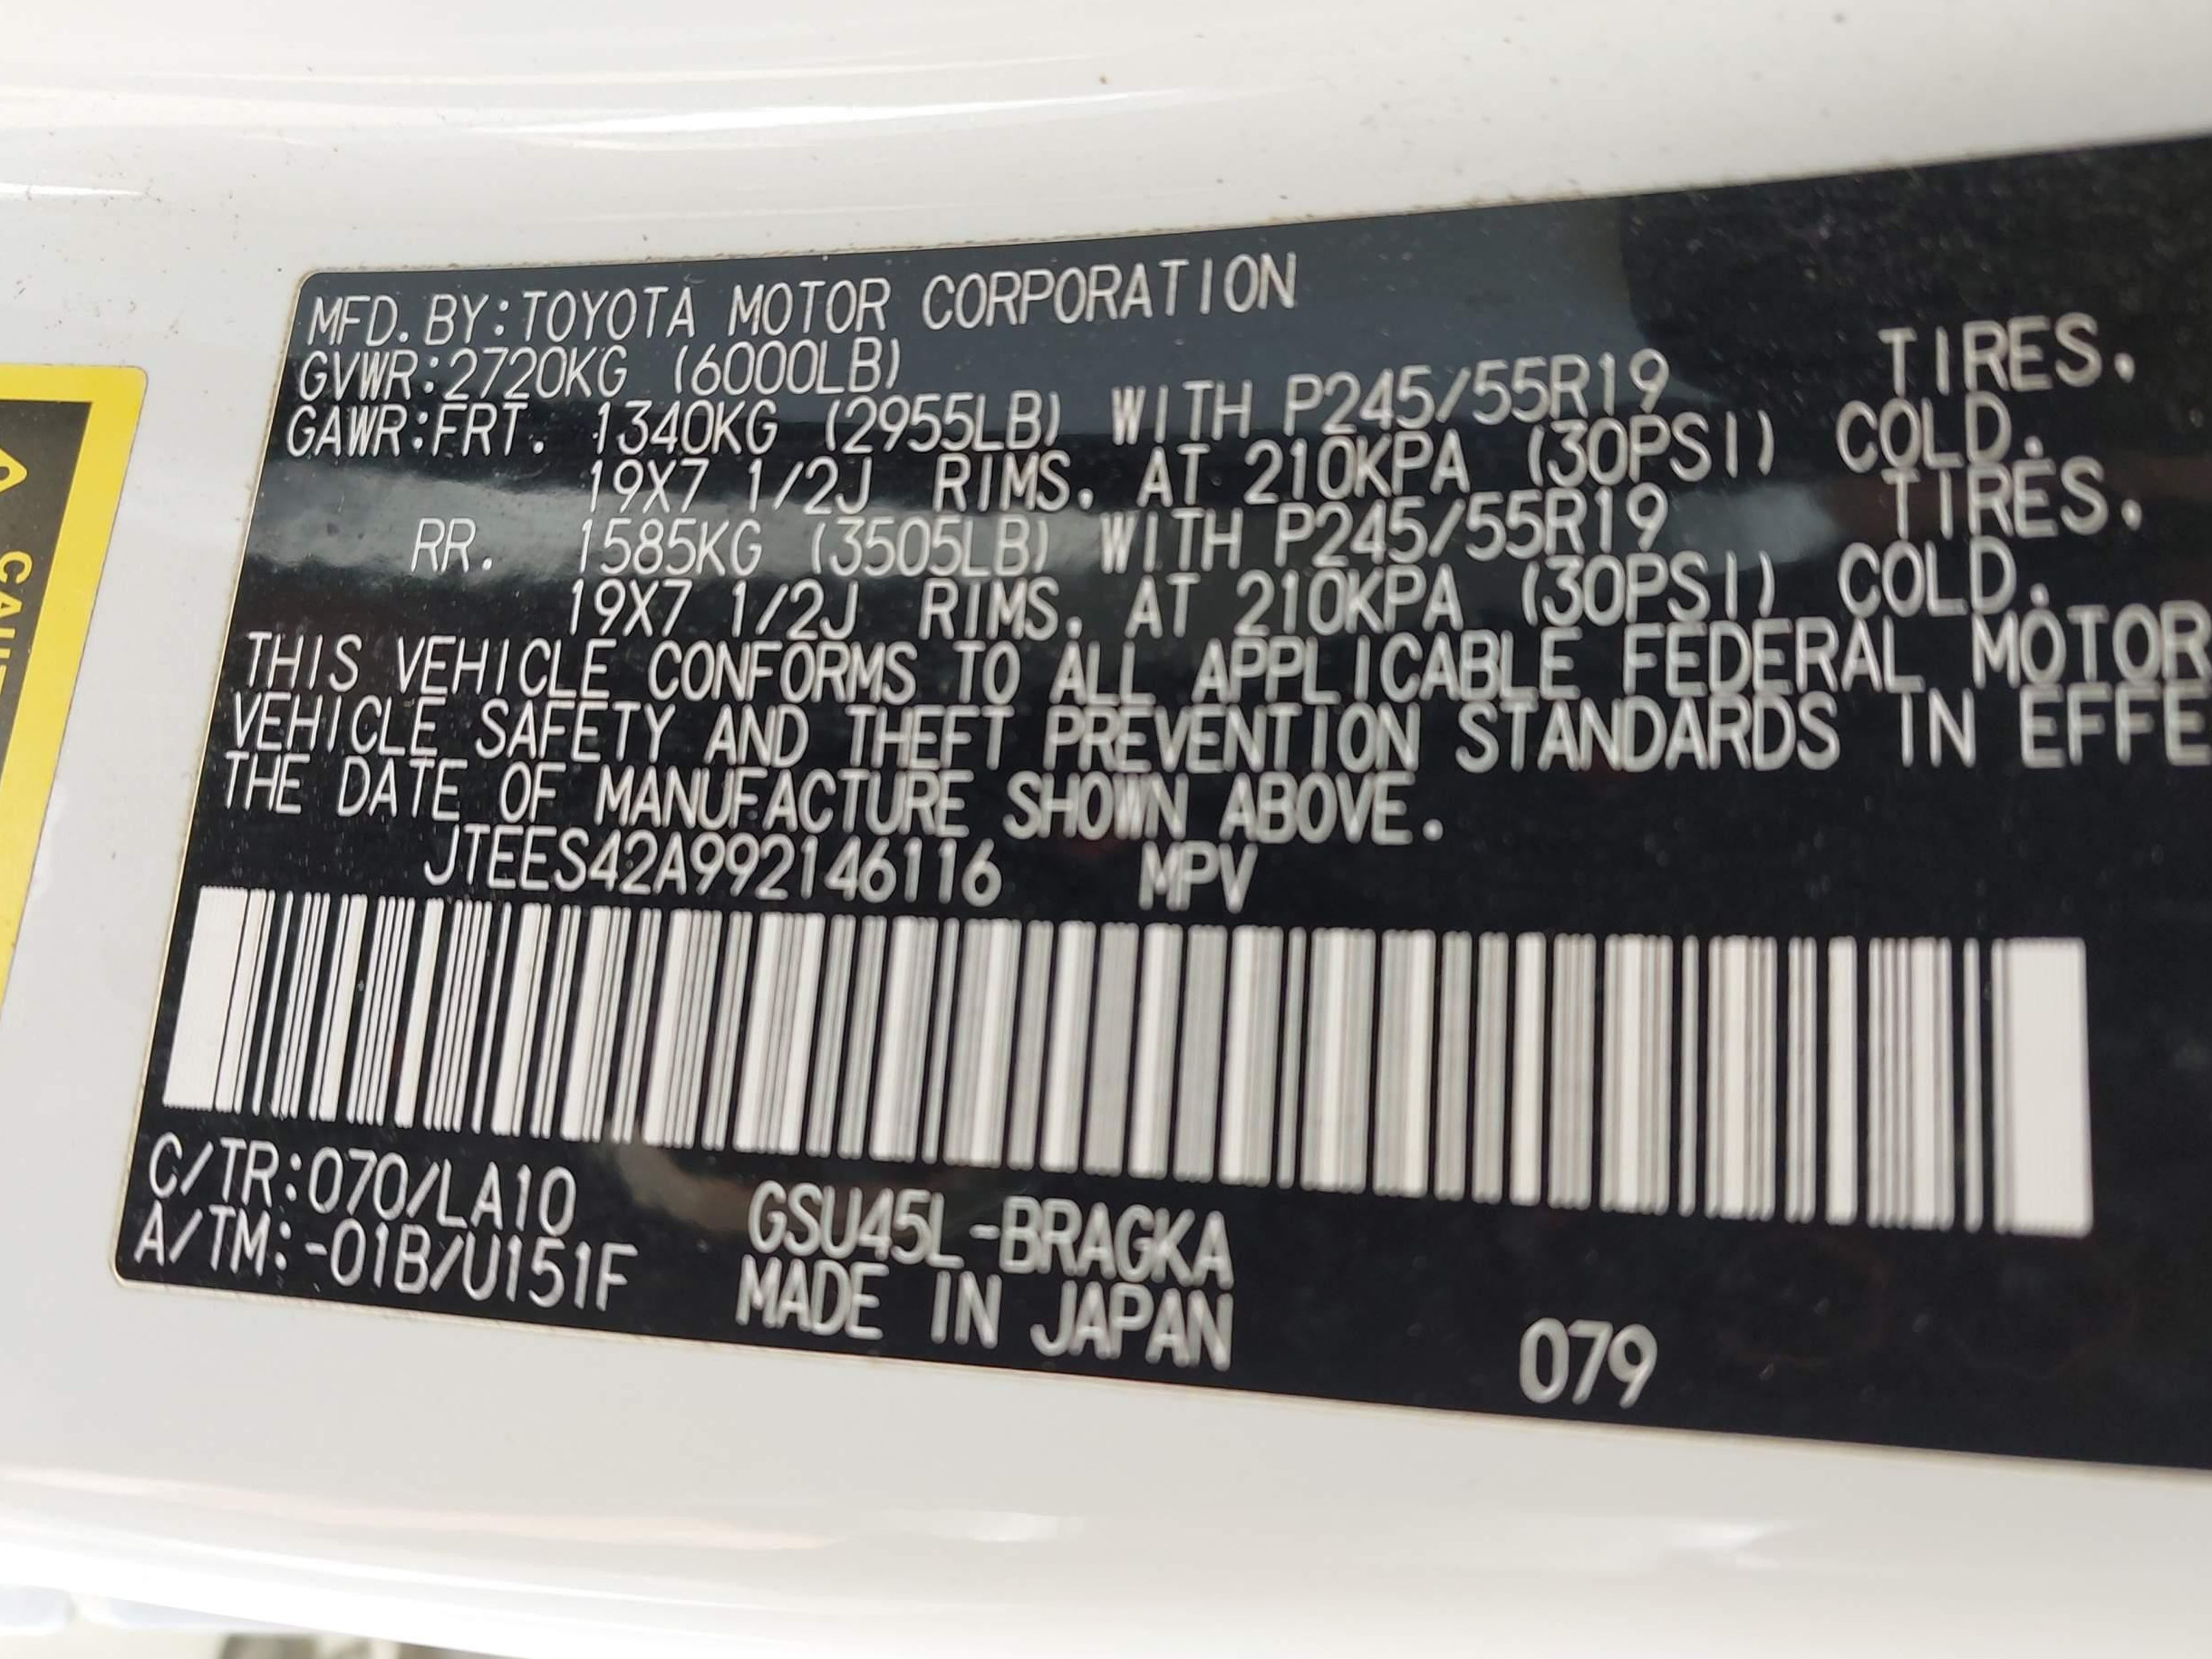 MFD.BY:TOYOTA MOTOR CORPORATION
GVWR:2720KG (6000LB)
GAWR:FRT. 1340KG (2955LB) WITH P245/55R19 TIRES.
19X7 1/2J RIMS. AT 210KPA (30PSI) COLD.
RR. 1585KG (3505LB) WITH P245/55R19 TIRES.
19X7 1/2J RIMS. AT 210KPA (30PSI) COLD.
THIS VEHICLE CONFORMS TO ALL APPLICABLE FEDERAL MOTOR
VEHICLE SAFETY AND THEFT PREVENTION STANDARDS IN EFFE
THE DATE OF MANUFACTURE SHOWN ABOVE.
JTEES42A992146116 MPV
C/TR:070/LA10 GSU45L-BRAGKA
A/TM:-01B/U151F MADE IN JAPAN 079